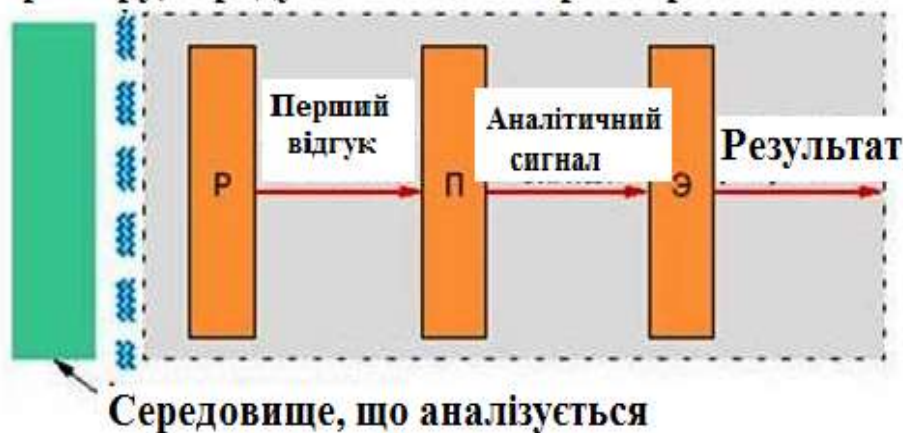 Перший
відгук
Аналітичний
сигнал
Результат
Р
П
Э
Середовище, що аналізується